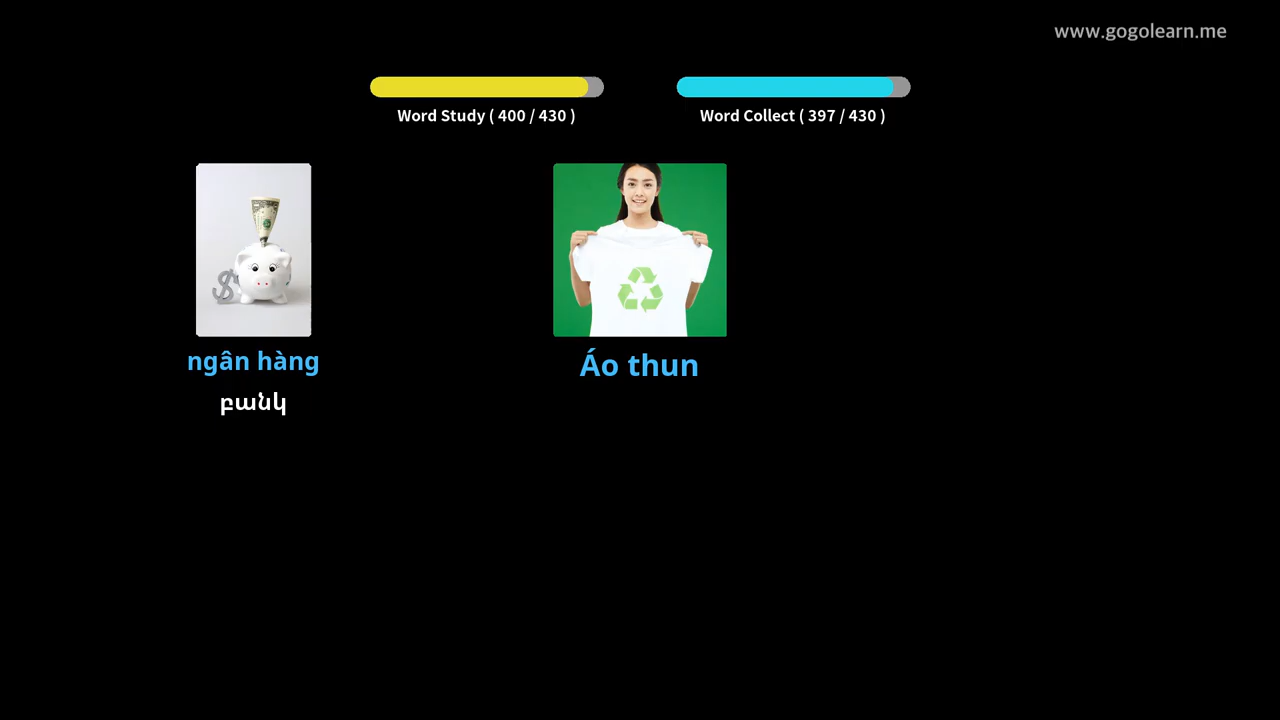 www.gogolearn.me
Word Study ( 400 / 430 )
Word Collect ( 397 / 430 )
ngân hàng
բանկ
Áo thun